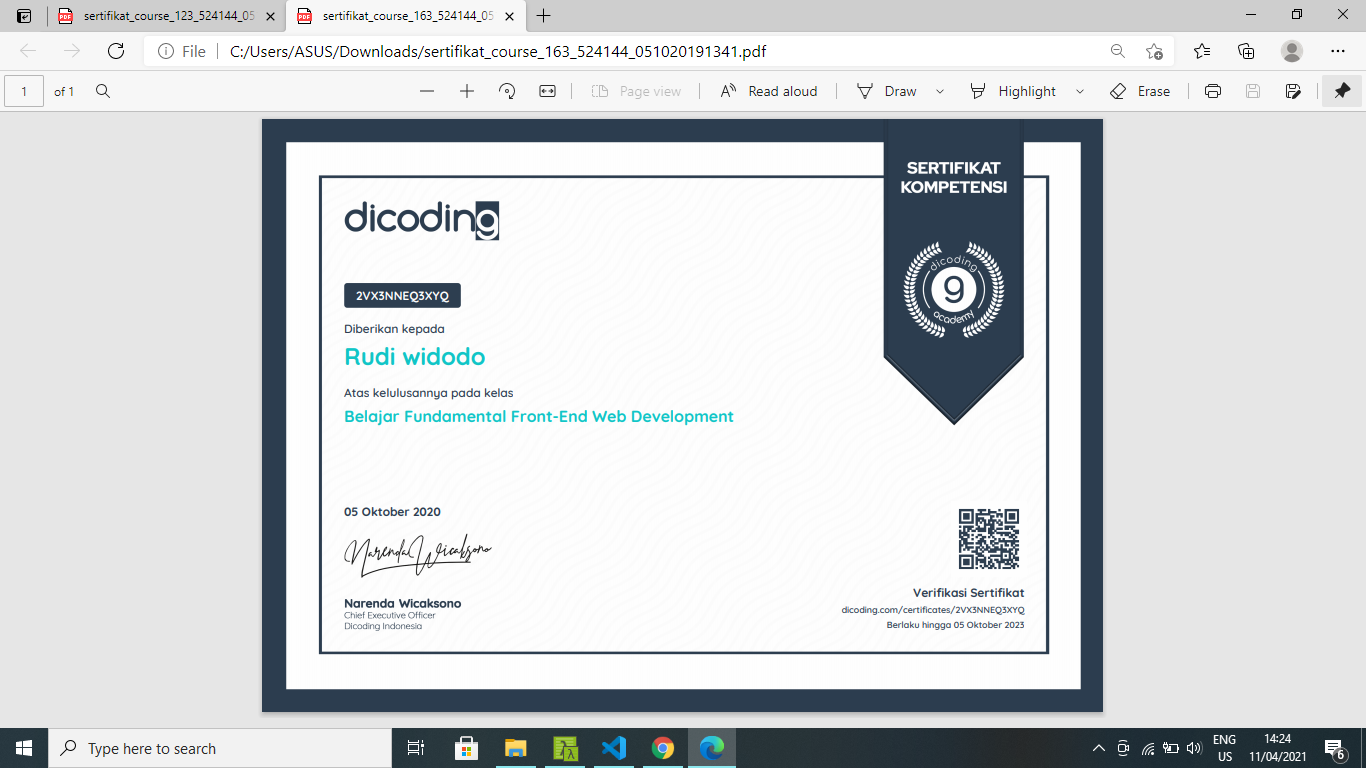 sertifikat_course_123_524144_05
sertifikat_course_163_524144_05
File
C:/Users/ASUS/Downloads/sertifikat_course_163_524144_051020191341.pdf
1 of 1
Page view
Read aloud
Draw
Highlight
Erase
SERTIFIKAT
KOMPETENSI
dicoding
dicoding
9
academy
2VX3NNEQ3XYQ
Diberikan kepada
Rudi widodo
Atas kelulusannya pada kelas
Belajar Fundamental Front-End Web Development
05 Oktober 2020
Narenda Wicaksono
Narenda Wicaksono
Chief Executive Officer
Dicoding Indonesia
Verifikasi Sertifikat
dicoding.com/certificates/2VX3NNEQ3XYQ
Berlaku hingga 05 Oktober 2023
Type here to search
ENG
US
14:24
11/04/2021
6